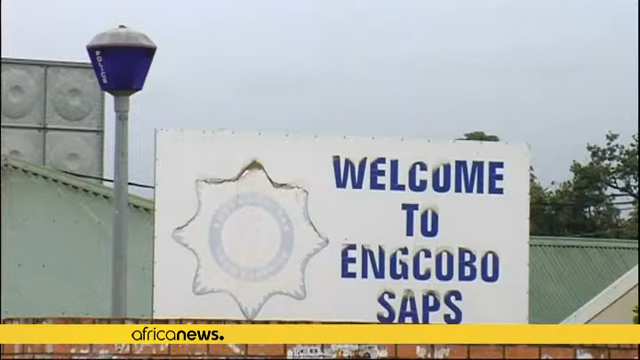 WELCOME
TO
ENGCOBO
SAPS
africanews.